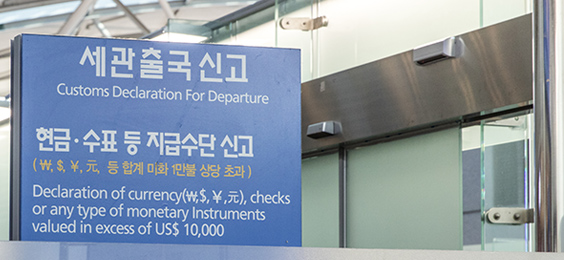 세관출국신고
Customs Declaration For Departure
현금·수표 등 지급수단 신고
(₩, $, ¥, 元, 등 합계 미화 1만불 상당 초과)
Declaration of currency(₩,$,¥,元), checks
or any type of monetary Instruments
valued in excess of US$ 10,000